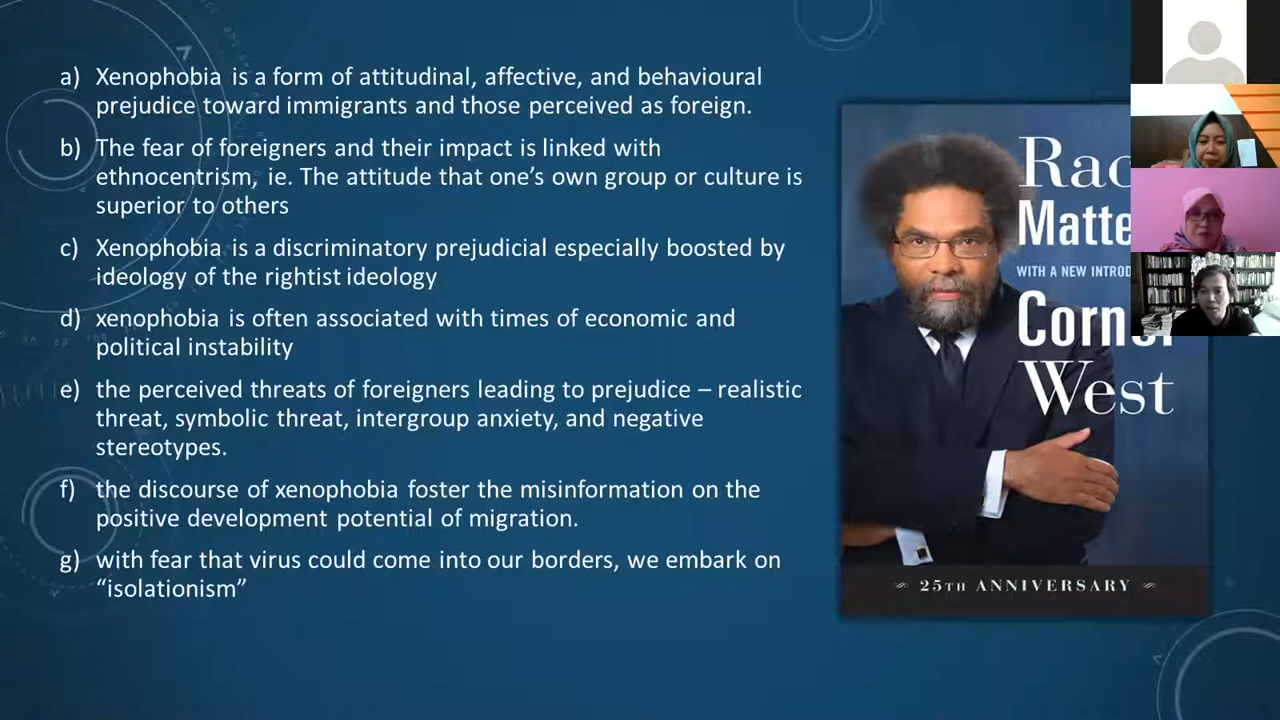 a) Xenophobia is a form of attitudinal, affective, and behavioural
prejudice toward immigrants and those perceived as foreign.
b) The fear of foreigners and their impact is linked with
ethnocentrism, ie. The attitude that one's own group or culture is
superior to others
c) Xenophobia is a discriminatory prejudicial especially boosted by
ideology of the rightist ideology
d) xenophobia is often associated with times of economic and
political instability
e) the perceived threats of foreigners leading to prejudice – realistic
threat, symbolic threat, intergroup anxiety, and negative
stereotypes.
f) the discourse of xenophobia foster the misinformation on the
positive development potential of migration.
g) with fear that virus could come into our borders, we embark on
“isolationism”
Rac
Matte
WITH A NEW INTROD
Corn
West
25TH ANNIVERSARY